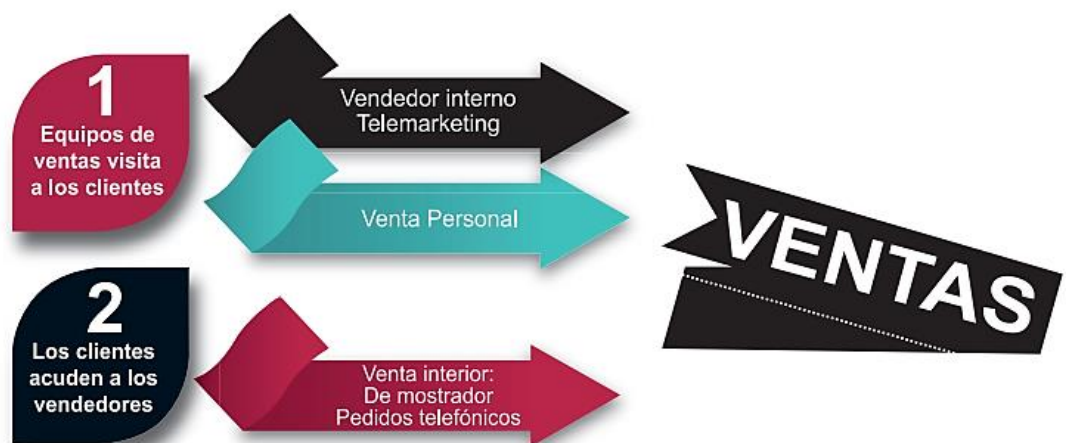 1
Equipos de
ventas visita
a los clientes
Vendedor interno
Telemarketing
Venta Personal
2
Los clientes
acuden a los
vendedores
Venta interior:
De mostrador
Pedidos telefónicos
VENTAS